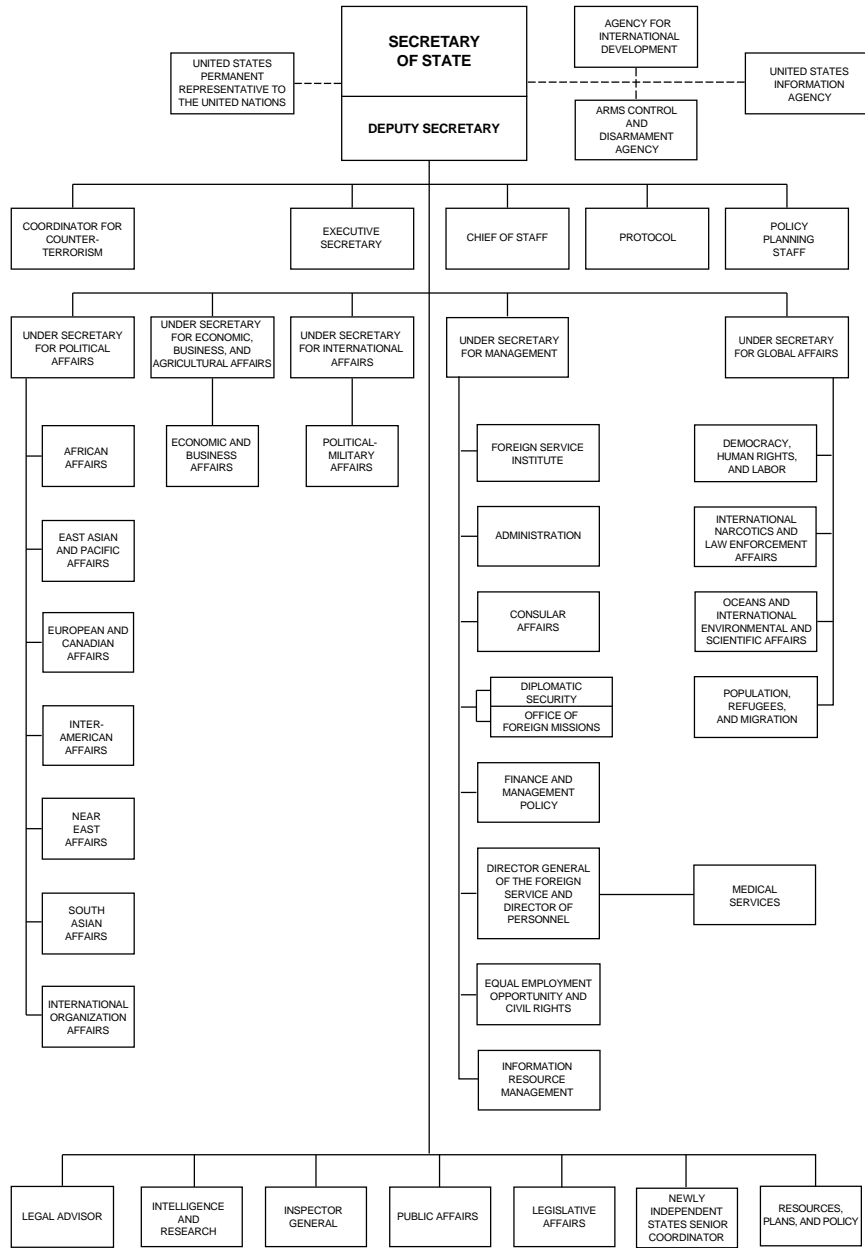 SECRETARY
OF STATE
DEPUTY SECRETARY
UNITED STATES
PERMANENT
REPRESENTATIVE TO
THE UNITED NATIONS
AGENCY FOR
INTERNATIONAL
DEVELOPMENT
ARMS CONTROL
AND
DISARMAMENT
AGENCY
UNITED STATES
INFORMATION
AGENCY
COORDINATOR FOR
COUNTER-
TERRORISM
EXECUTIVE
SECRETARY
CHIEF OF STAFF
PROTOCOL
POLICY
PLANNING
STAFF
UNDER SECRETARY
FOR POLITICAL
AFFAIRS
UNDER SECRETARY
FOR ECONOMIC,
BUSINESS, AND
AGRICULTURAL AFFAIRS
UNDER SECRETARY
FOR INTERNATIONAL
AFFAIRS
UNDER SECRETARY
FOR MANAGEMENT
UNDER SECRETARY
FOR GLOBAL AFFAIRS
AFRICAN
AFFAIRS
EAST ASIAN
AND PACIFIC
AFFAIRS
EUROPEAN AND
CANADIAN
AFFAIRS
INTER-
AMERICAN
AFFAIRS
NEAR
EAST
AFFAIRS
SOUTH
ASIAN
AFFAIRS
INTERNATIONAL
ORGANIZATION
AFFAIRS
ECONOMIC AND
BUSINESS
AFFAIRS
POLITICAL-
MILITARY
AFFAIRS
FOREIGN SERVICE
INSTITUTE
ADMINISTRATION
CONSULAR
AFFAIRS
DIPLOMATIC
SECURITY
OFFICE OF
FOREIGN MISSIONS
FINANCE AND
MANAGEMENT
POLICY
DIRECTOR GENERAL
OF THE FOREIGN
SERVICE AND
DIRECTOR OF
PERSONNEL
MEDICAL
SERVICES
EQUAL EMPLOYMENT
OPPORTUNITY AND
CIVIL RIGHTS
INFORMATION
RESOURCE
MANAGEMENT
DEMOCRACY,
HUMAN RIGHTS,
AND LABOR
INTERNATIONAL
NARCOTICS AND
LAW ENFORCEMENT
AFFAIRS
OCEANS AND
INTERNATIONAL
ENVIRONMENTAL AND
SCIENTIFIC AFFAIRS
POPULATION,
REFUGEES,
AND MIGRATION
LEGAL ADVISOR
INTELLIGENCE
AND
RESEARCH
INSPECTOR
GENERAL
PUBLIC AFFAIRS
LEGISLATIVE
AFFAIRS
NEWLY
INDEPENDENT
STATES SENIOR
COORDINATOR
RESOURCES,
PLANS, AND POLICY